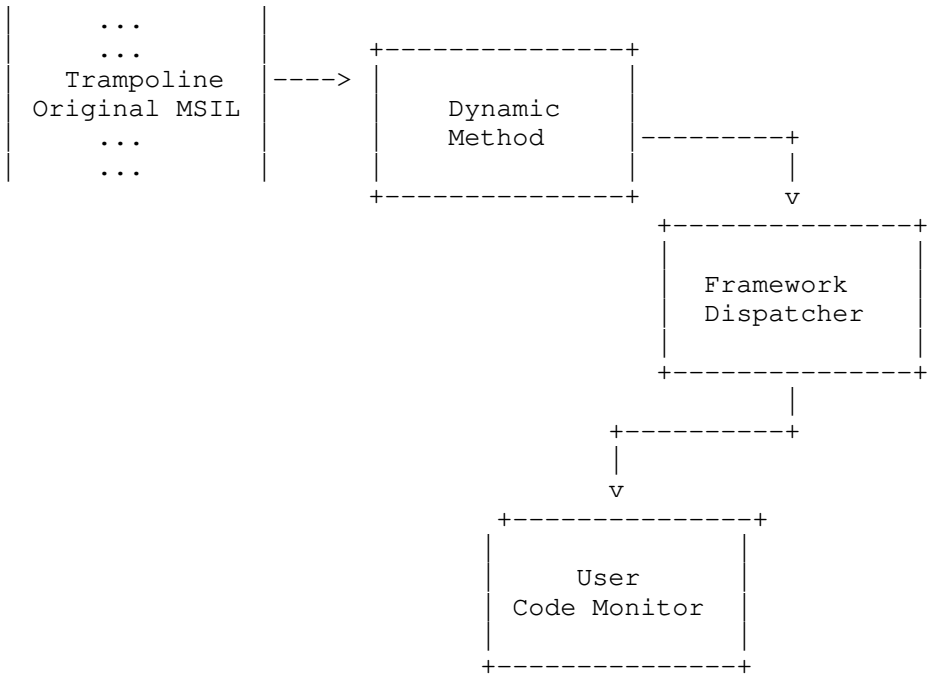 ...
...
Trampoline
Original MSIL
...
...
Dynamic
Method
Framework
Dispatcher
User
Code Monitor